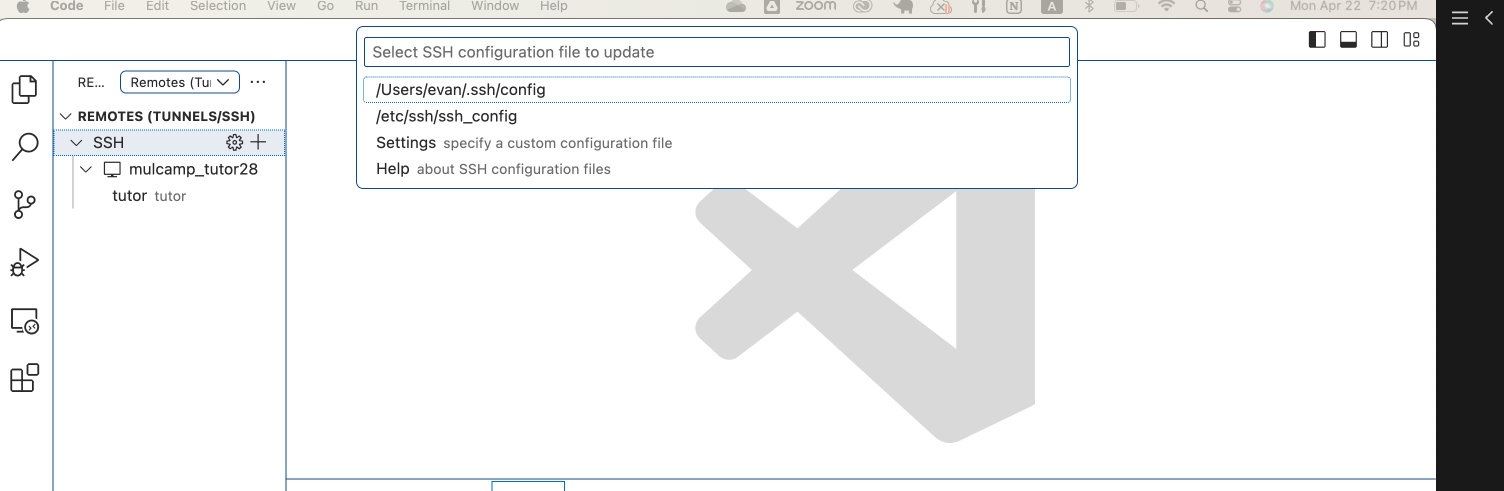 Code File Edit Selection View Go Run Terminal Window Help zoom N A Mon Apr 22 7:20 PM
Select SSH configuration file to update
/Users/evan/.ssh/config
/etc/ssh/ssh_config
Settings specify a custom configuration file
Help about SSH configuration files
RE... Remotes (Tu ...
REMOTES (TUNNELS/SSH)
SSH
mulcamp_tutor28
tutor tutor